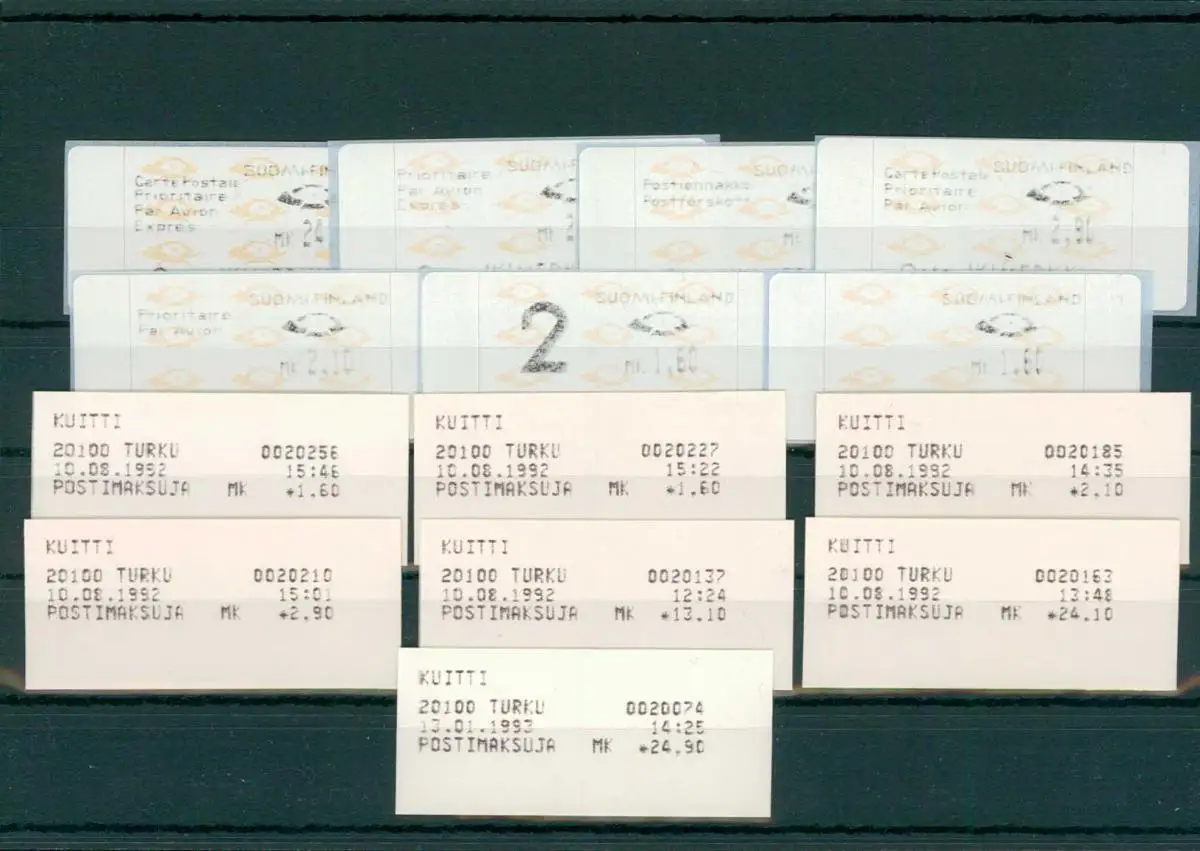 SUOMI-FIN
Carte Postale
Prioritaire
Par Avion
Expres
MK 24
SUOMI-FIN
Prioritaire
Par Avion
Expres
MK 2
SUO
Postiennakko
Postförskott
MK
SUOMI-FINLAND
Carte Postale
Prioritaire
Par Avion
MK 2,90
SUOMI-FINLAND
Prioritaire
Par Avion
MK 2.10
SUOMI-FINLAND
2
MK 1,60
SUOMI-FINLAND
MK 1.60
KUITTI
20100 TURKU 0020256
10.08.1992 15:46
POSTIMAKSUJA MK *1.60
KUITTI
20100 TURKU 0020227
10.08.1992 15:22
POSTIMAKSUJA MK *1.60
KUITTI
20100 TURKU 0020185
10.08.1992 14:35
POSTIMAKSUJA MK *2.10
KUITTI
20100 TURKU 0020210
10.08.1992 15:01
POSTIMAKSUJA MK *2.90
KUITTI
20100 TURKU 0020137
10.08.1992 12:24
POSTIMAKSUJA MK *13.10
KUITTI
20100 TURKU 0020163
10.08.1992 13:48
POSTIMAKSUJA MK *24.10
KUITTI
20100 TURKU 0020074
13.01.1993 14:25
POSTIMAKSUJA MK *24.90